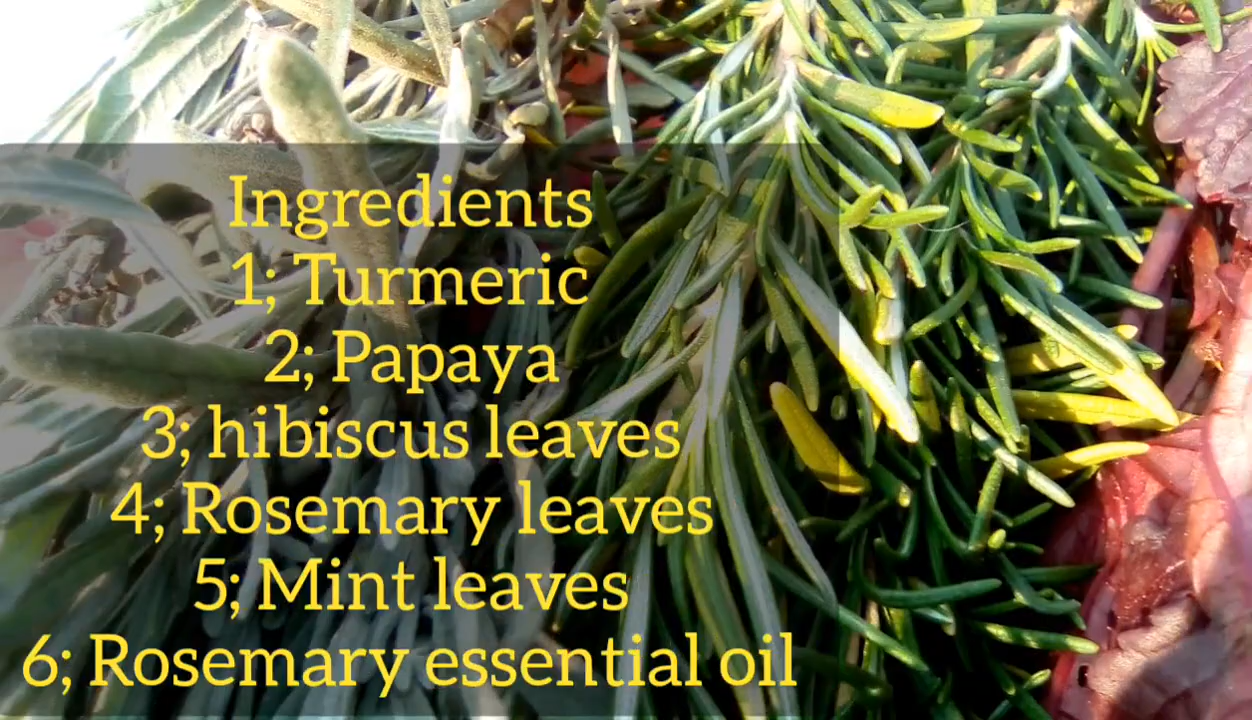 Ingredients
1; Turmeric
2; Papaya
3; hibiscus leaves
4; Rosemary leaves
5; Mint leaves
6; Rosemary essential oil